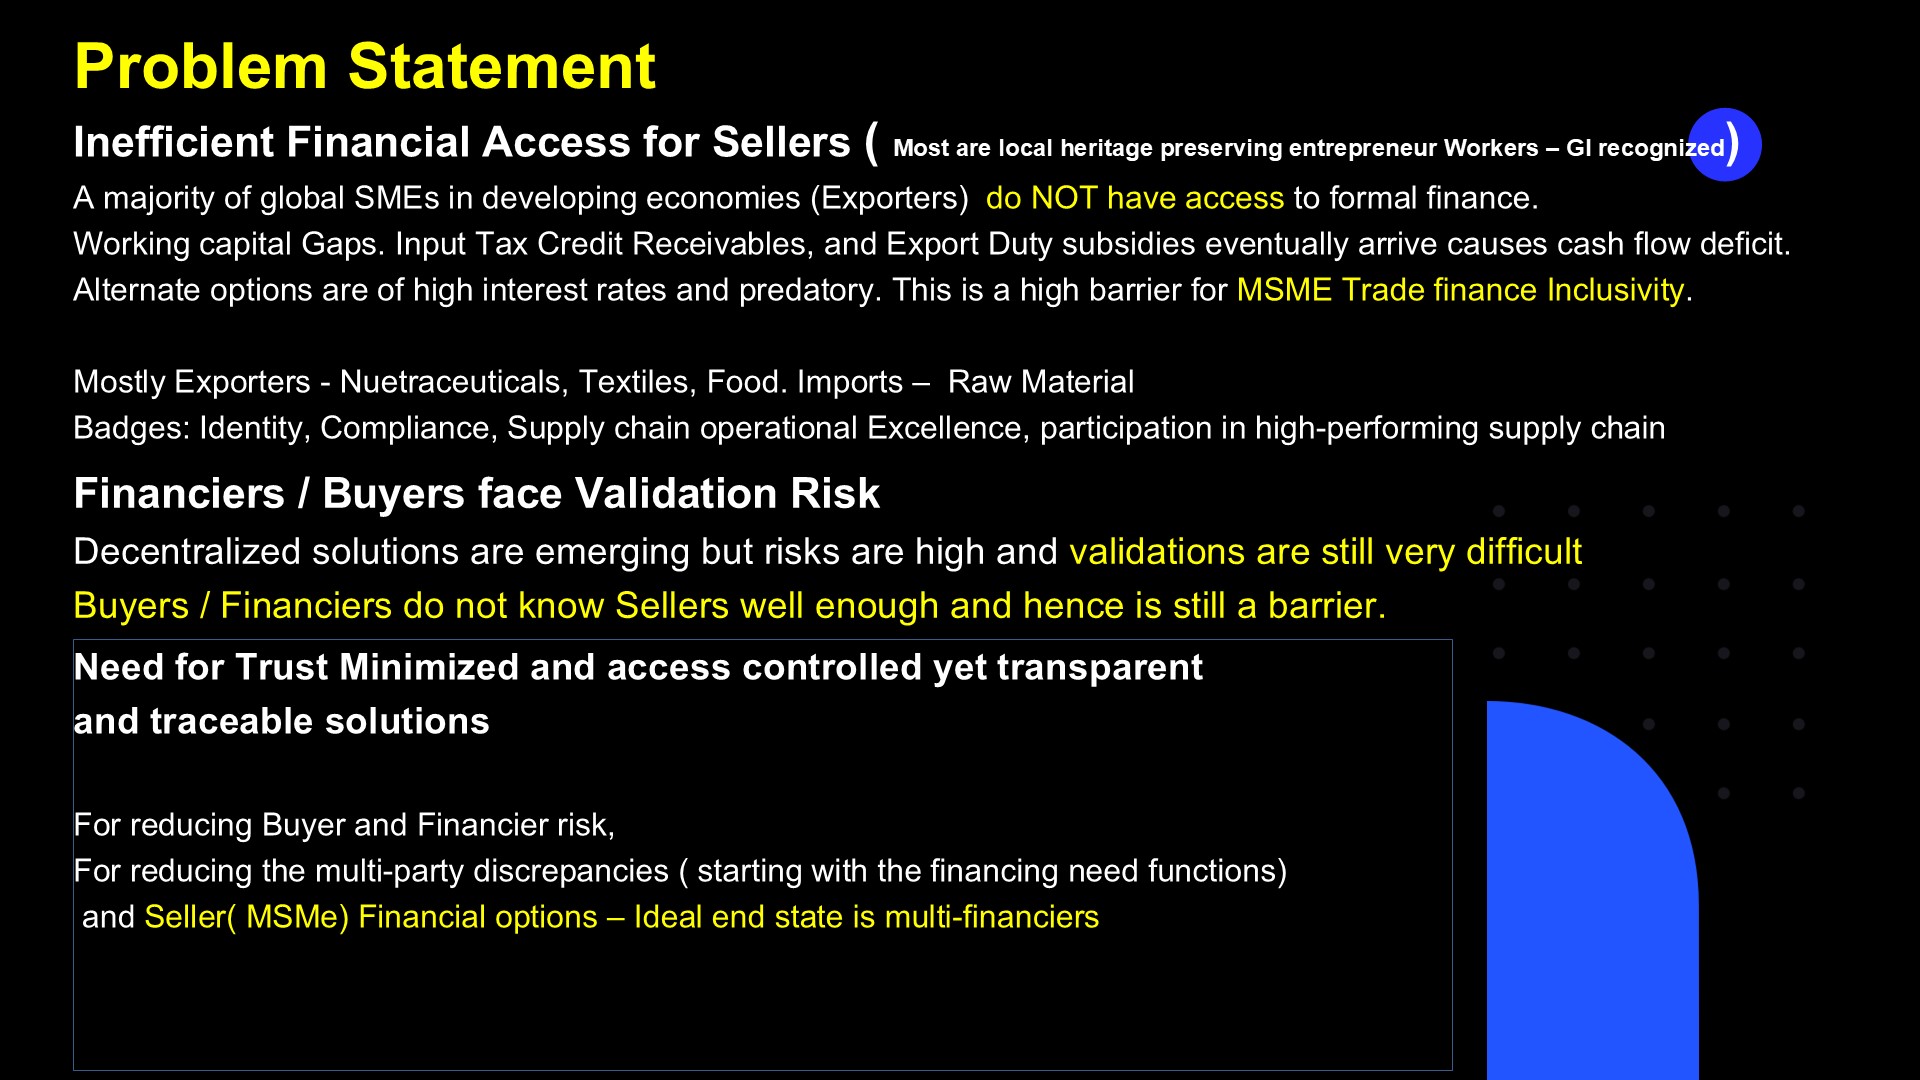 Problem Statement
Inefficient Financial Access for Sellers ( Most are local heritage preserving entrepreneur Workers – GI recognized)
A majority of global SMEs in developing economies (Exporters)  do NOT have access to formal finance.
Working capital Gaps. Input Tax Credit Receivables, and Export Duty subsidies eventually arrive causes cash flow deficit.
Alternate options are of high interest rates and predatory. This is a high barrier for MSME Trade finance Inclusivity.
Mostly Exporters - Nuetraceuticals, Textiles, Food. Imports –  Raw Material
Badges: Identity, Compliance, Supply chain operational Excellence, participation in high-performing supply chain
Financiers / Buyers face Validation Risk
Decentralized solutions are emerging but risks are high and validations are still very difficult
Buyers / Financiers do not know Sellers well enough and hence is still a barrier.
Need for Trust Minimized and access controlled yet transparent
and traceable solutions
For reducing Buyer and Financier risk,
For reducing the multi-party discrepancies ( starting with the financing need functions)
and Seller( MSMe) Financial options – Ideal end state is multi-financiers